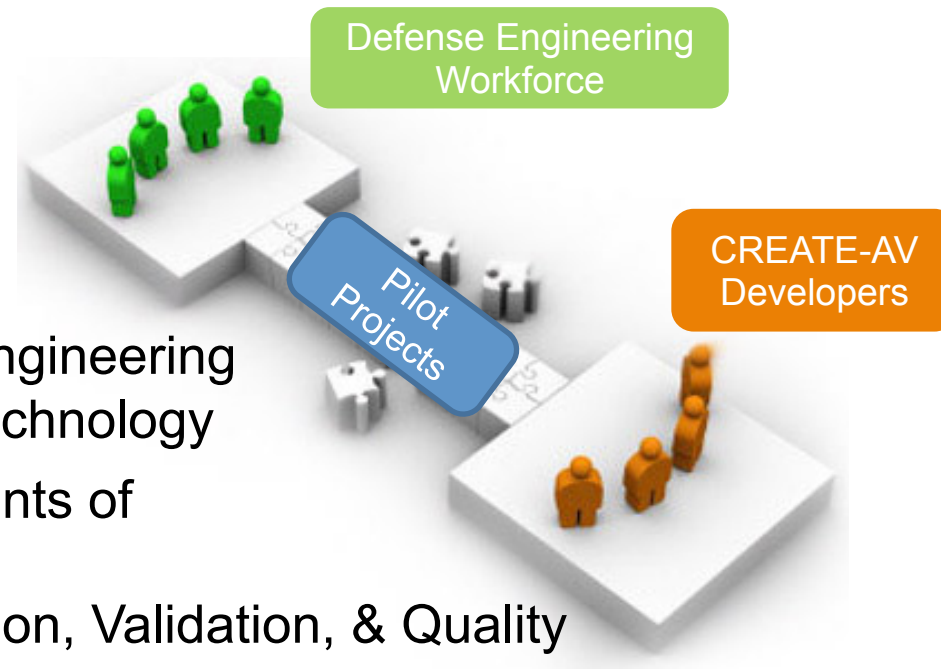 Defense Engineering
Workforce
CREATE-AV
Developers
Pilot
Projects
ngineering
chnology
nts of
on, Validation, & Quality